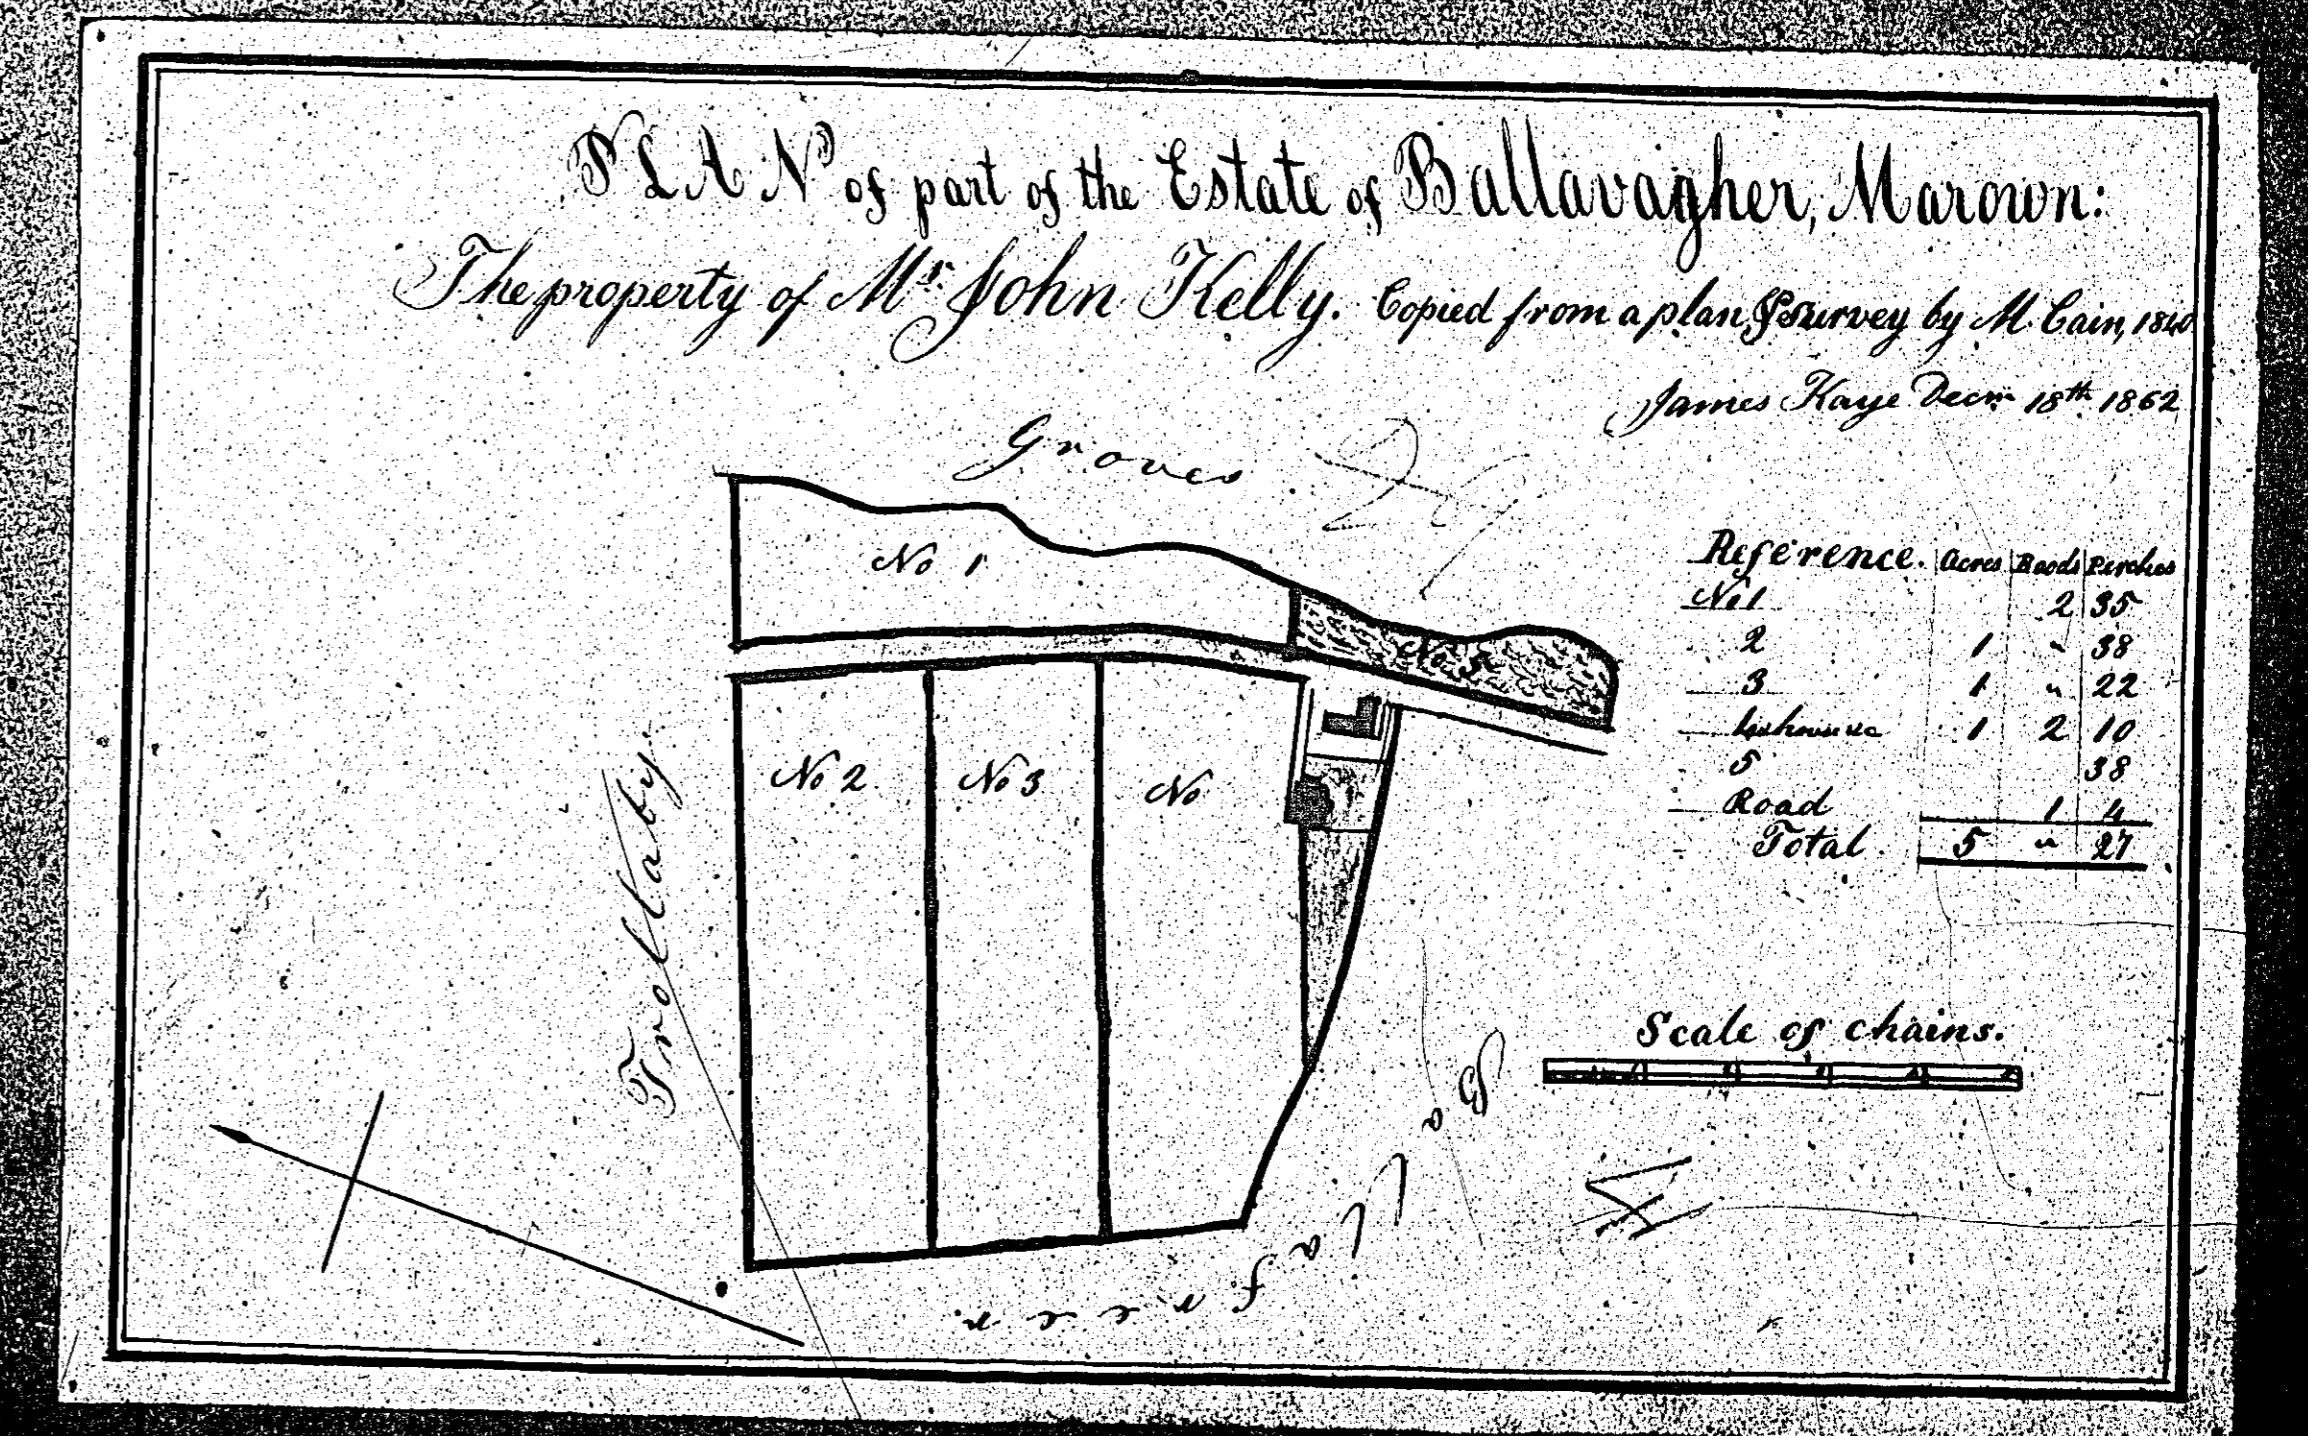 PLAN of part of the Estate of Ballavagher, Marown:
The property of Mr. John Kelly. Copied from a plan & survey by M. Cain, 1840
James Kaye Decm 18th 1862
Groves
No 1
No 5
No 2
No 3
No
Trollaby.
Ballafreer.
Reference. Acres Roods Perches
No 1 2 35
2 1 " 38
3 1 " 22
1 2 10
5 38
Road 1 4
Total 5 " 27
Scale of chains.